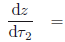 dz/dτ₂ =